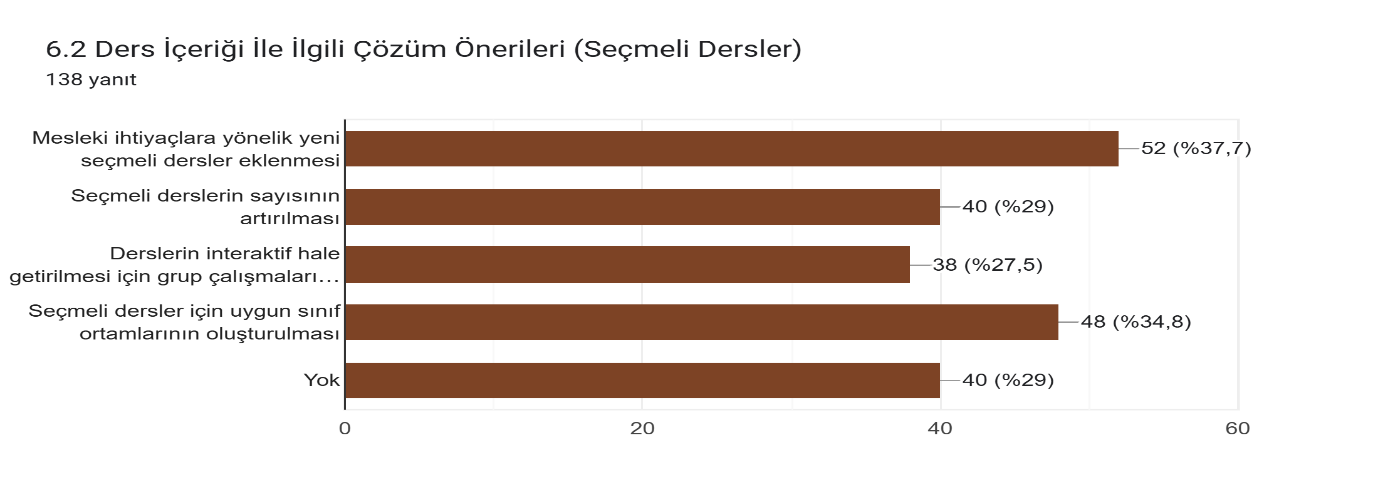 6.2 Ders İçeriği İle İlgili Çözüm Önerileri (Seçmeli Dersler)
138 yanıt
Mesleki ihtiyaçlara yönelik yeni
seçmeli dersler eklenmesi
52 (%37,7)
Seçmeli derslerin sayısının
artırılması
40 (%29)
Derslerin interaktif hale
getirilmesi için grup çalışmaları…
38 (%27,5)
Seçmeli dersler için uygun sınıf
ortamlarının oluşturulması
48 (%34,8)
Yok
40 (%29)
0 20 40 60